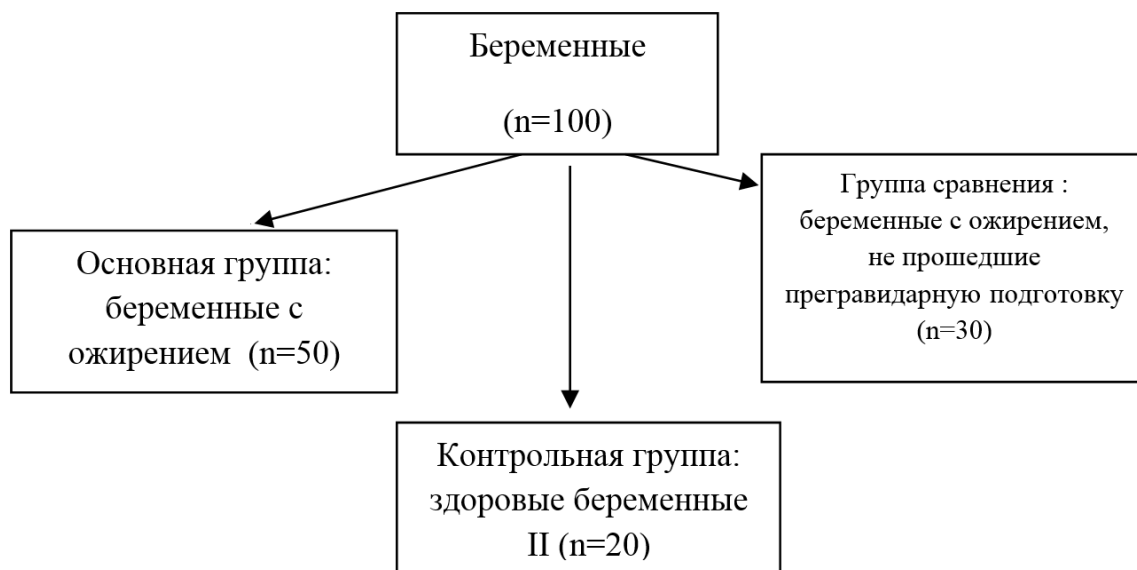 Беременные
(n=100)
Группа сравнения :
беременные с ожирением,
не прошедшие
прегравидарную подготовку
(n=30)
Основная группа:
беременные с
ожирением (n=50)
Контрольная группа:
здоровые беременные
II (n=20)